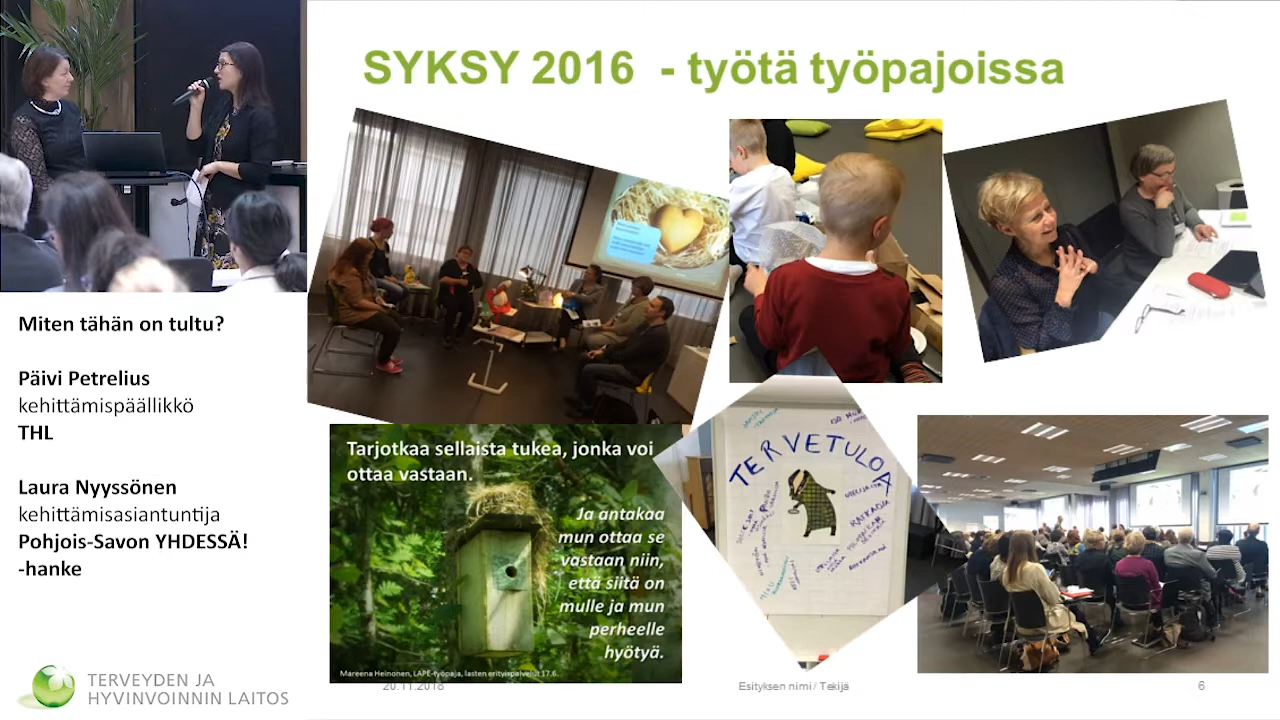 SYKSY 2016 - työtä työpajoissa
Miten tähän on tultu?
Päivi Petrelius
kehittämispäällikkö
THL
Laura Nyyssönen
kehittämisasiantuntija
Pohjois-Savon YHDESSÄ!
-hanke
TERVEYDEN JA
HYVINVOINNIN LAITOS
Tarjotkaa sellaista tukea, jonka voi
ottaa vastaan.
Ja antakaa
mun ottaa se
vastaan niin,
että siitä on
mulle ja mun
perheelle
hyötyä.
Mareena Heinonen, LAPE-työpaja, lasten erityispalvelut 17.6.
TERVETULOA
20.11.2018
Esityksen nimi / Tekijä
6